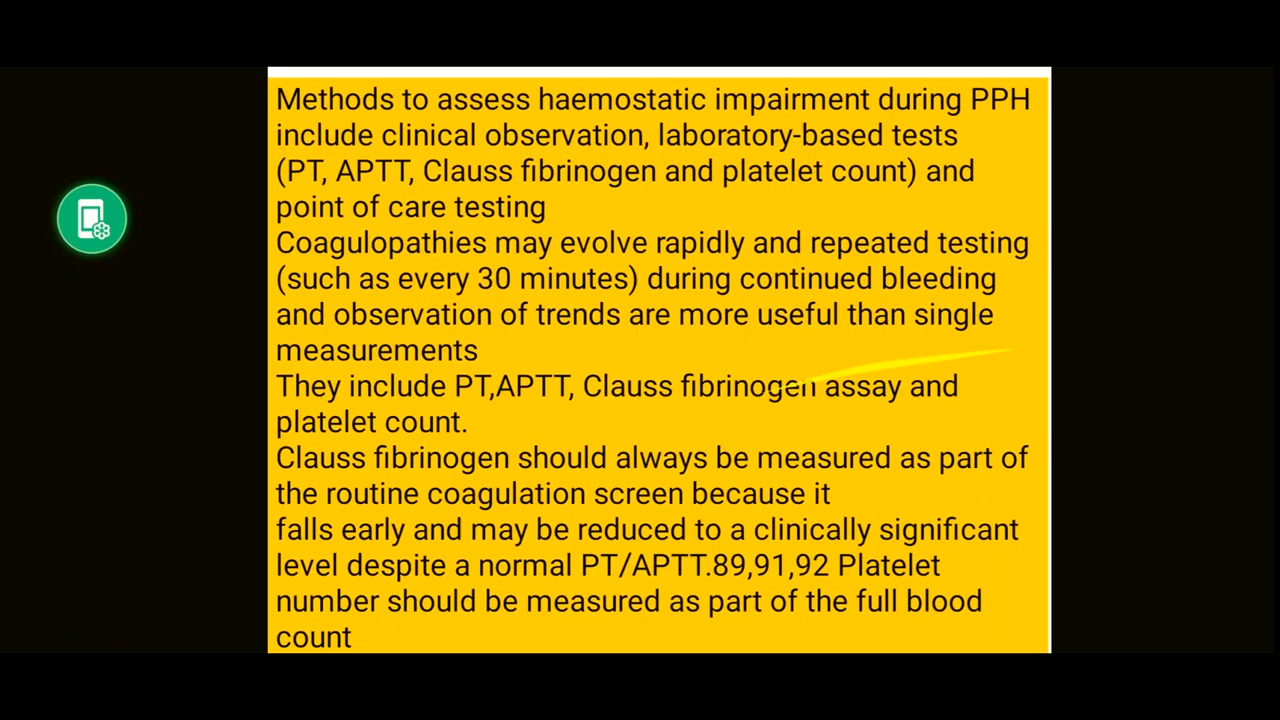 Methods to assess haemostatic impairment during PPH
include clinical observation, laboratory-based tests
(PT, APTT, Clauss fibrinogen and platelet count) and
point of care testing
Coagulopathies may evolve rapidly and repeated testing
(such as every 30 minutes) during continued bleeding
and observation of trends are more useful than single
measurements
They include PT,APTT, Clauss fibrinogen assay and
platelet count.
Clauss fibrinogen should always be measured as part of
the routine coagulation screen because it
falls early and may be reduced to a clinically significant
level despite a normal PT/APTT.89,91,92 Platelet
number should be measured as part of the full blood
count